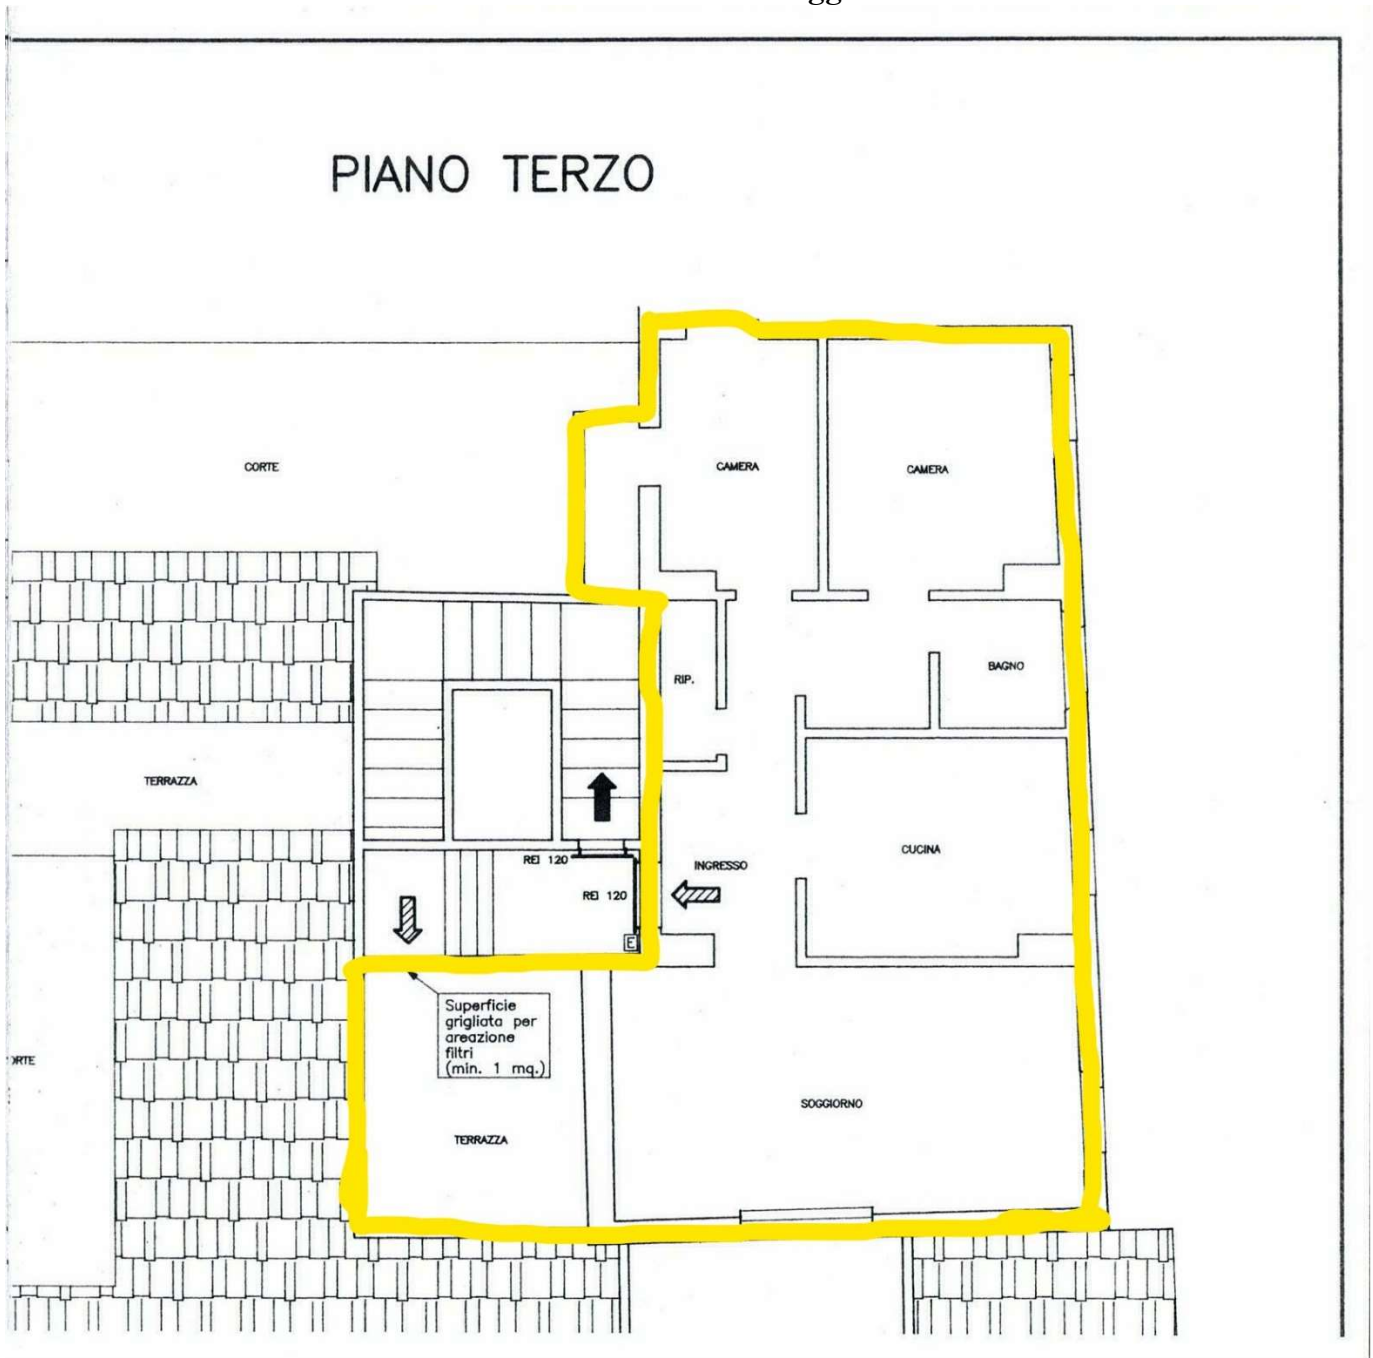 PIANO TERZO
CORTE
CAMERA
CAMERA
RIP.
BAGNO
TERRAZZA
CUCINA
REI 120
INGRESSO
REI 120
E
Superficie
grigliata per
areazione
filtri
(min. 1 mq.)
SOGGIORNO
TERRAZZA